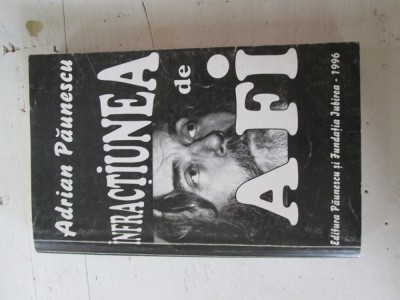 Adrian Păunescu
INFRACȚIUNEA
de
A FI
Editura Păunescu și Fundația Iubirea - 1996